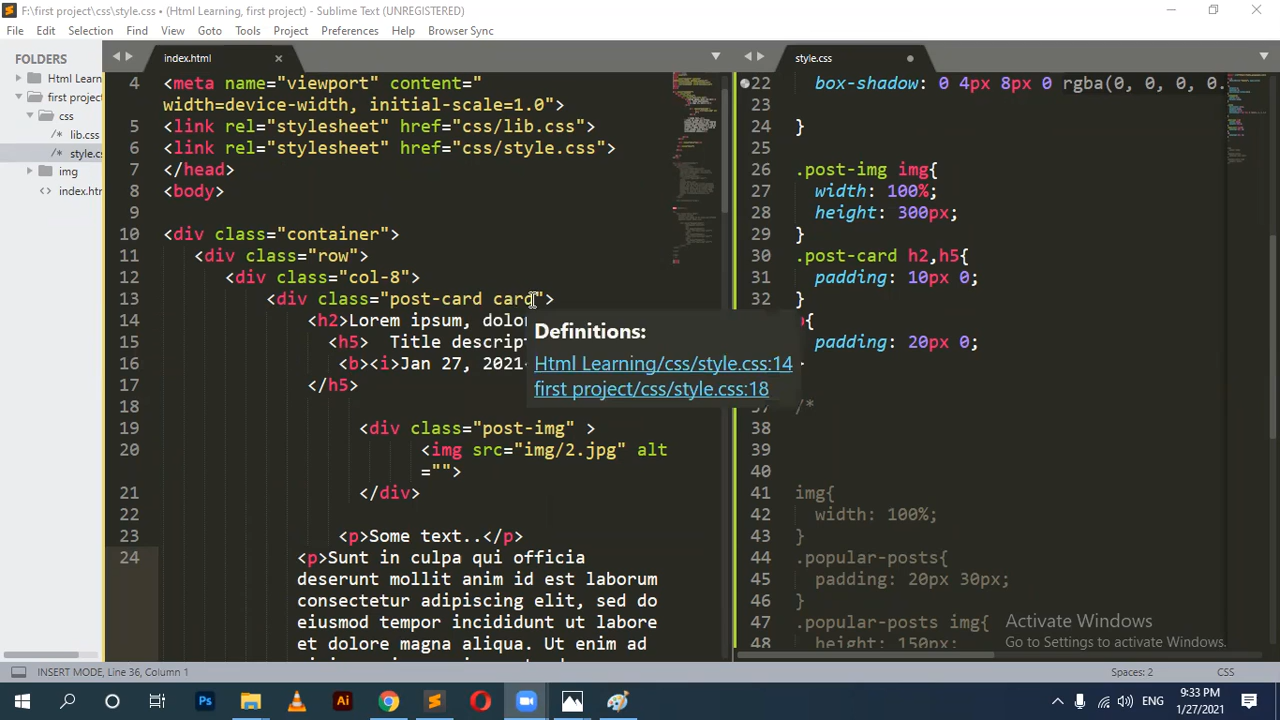 F:\first project\css\style.css • (Html Learning, first project) - Sublime Text (UNREGISTERED)
File Edit Selection Find View Goto Tools Project Preferences Help Browser Sync
FOLDERS
Html Learn
first project
css
lib.css
/* style.cs
img
index.htm
index.html
4 <meta name="viewport" content="
width=device-width, initial-scale=1.0">
5 <link rel="stylesheet" href="css/lib.css">
6 <link rel="stylesheet" href="css/style.css">
7 </head>
8 <body>
9
10 <div class="container">
11 <div class="row">
12 <div class="col-8">
13 <div class="post-card card">
14 <h2>Lorem ipsum, dolor
15 <h5> Title descript
16 <b><i>Jan 27, 2021
17 </h5>
18
19 <div class="post-img" >
20 <img src="img/2.jpg" alt
="">
21 </div>
22
23 <p>Some text..</p>
24 <p>Sunt in culpa qui officia
deserunt mollit anim id est laborum
consectetur adipiscing elit, sed do
eiusmod tempor incididunt ut labore
et dolore magna aliqua. Ut enim ad
Definitions:
Html Learning/css/style.css:14
first project/css/style.css:18
style.css
22 box-shadow: 0 4px 8px 0 rgba(0, 0, 0, 0.
23
24 }
25
26 .post-img img{
27 width: 100%;
28 height: 300px;
29 }
30 .post-card h2,h5{
31 padding: 10px 0;
32 }
{
padding: 20px 0;
37 /*
38
39
40
41 img{
42 width: 100%;
43 }
44 .popular-posts{
45 padding: 20px 30px;
46 }
47 .popular-posts img{
48 height: 150px;
Activate Windows
Go to Settings to activate Windows.
INSERT MODE, Line 36, Column 1
Spaces: 2
CSS
ENG
9:33 PM
1/27/2021